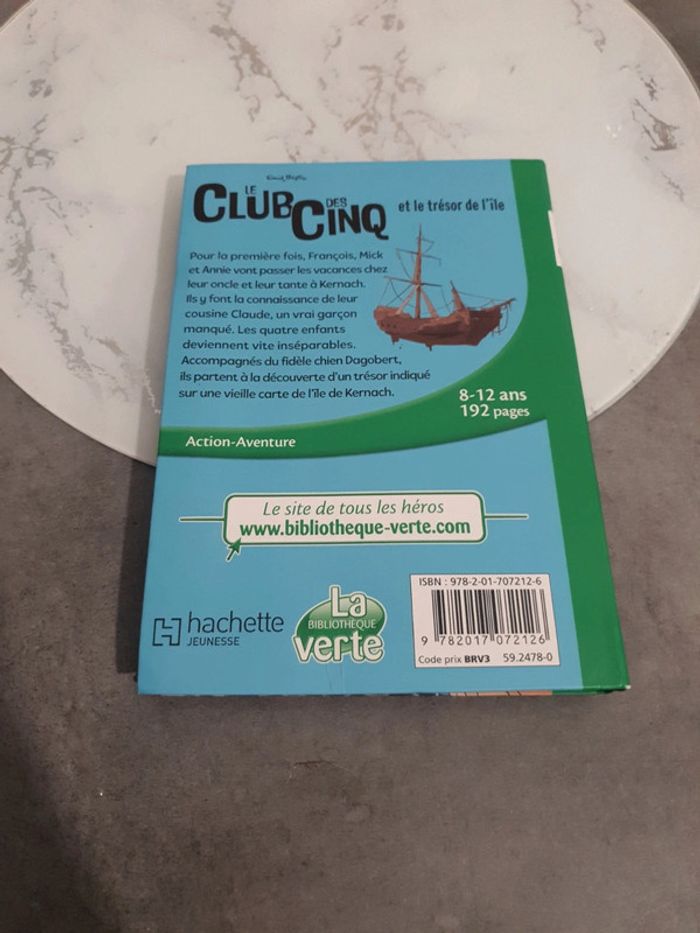 Enid Blyton
LE CLUB DES CINQ et le trésor de l'île
Pour la première fois, François, Mick
et Annie vont passer les vacances chez
leur oncle et leur tante à Kernach.
Ils y font la connaissance de leur
cousine Claude, un vrai garçon
manqué. Les quatre enfants
deviennent vite inséparables.
Accompagnés du fidèle chien Dagobert,
ils partent à la découverte d'un trésor indiqué
sur une vieille carte de l'île de Kernach.
8-12 ans
192 pages
Action-Aventure
Le site de tous les héros
www.bibliotheque-verte.com
ISBN : 978-2-01-707212-6
9 782017 072126
Code prix BRV3 59.2478-0
hachette
JEUNESSE
La
BIBLIOTHÈQUE
verte